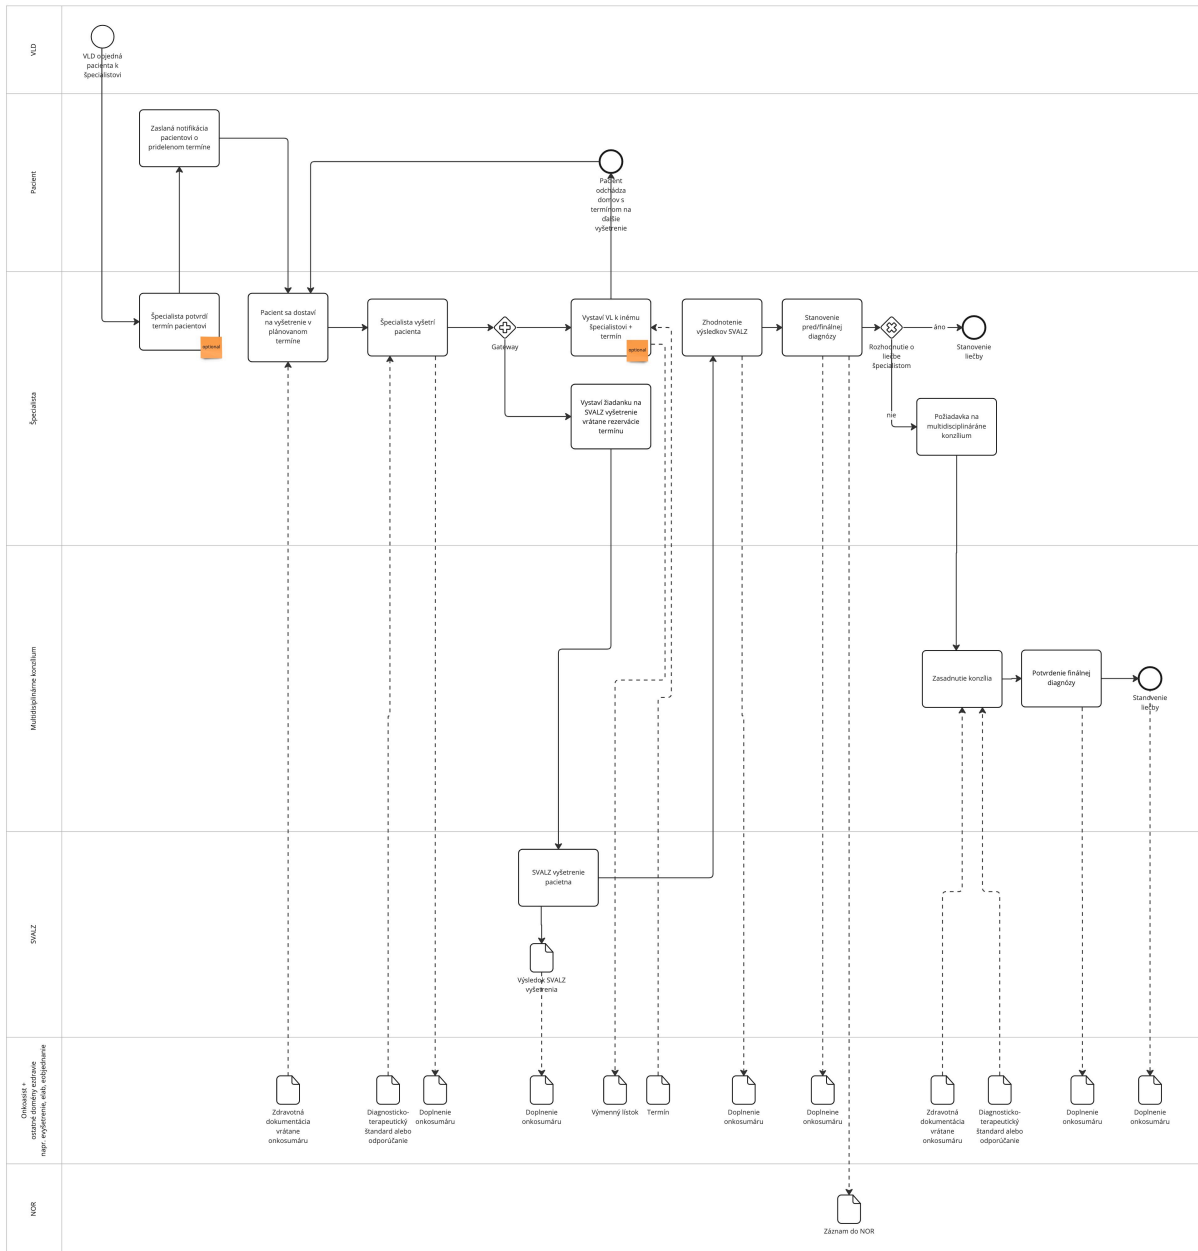 VLD
VLD objedná
pacienta k
špecialistovi
Pacient
Zaslaná notifikácia
pacientovi o
pridelenom termíne
Pacient
odchádza
domov s
termínom na
ďalšie
vyšetrenie
Špecialista
Špecialista potvrdí
termín pacientovi
optional
Pacient sa dostaví
na vyšetrenie v
plánovanom
termíne
Špecialista vyšetrí
pacienta
Gateway
Vystaví VL k inému
špecialistovi +
termín
optional
Vystaví žiadanku na
SVALZ vyšetrenie
vrátane rezervácie
termínu
Zhodnotenie
výsledkov SVALZ
Stanovenie
pred/finálnej
diagnózy
Rozhodnutie o
liečbe
špecialistom
áno
Stanovenie
liečby
nie
Požiadavka na
multidisciplináráne
konzílium
Multidisiplinárne konzílium
Zasadnutie konzília
Potvrdenie finálnej
diagnózy
Stanovenie
liečby
SVALZ
SVALZ vyšetrenie
pacietna
Výsledok SVALZ
vyšetrenia
Onkoasist +
ostatné domény ezdravie
napr. evyšetrenie, elab, eobjednanie
Zdravotná
dokumentácia
vrátane
onkosumáru
Diagnosticko-
terapeutický
štandard alebo
odporúčanie
Doplnenie
onkosumáru
Doplnenie
onkosumáru
Výmenný lístok
Termín
Doplnenie
onkosumáru
Doplneine
onkosumáru
Zdravotná
dokumentácia
vrátane
onkosumáru
Diagnosticko-
terapeutický
štandard alebo
odporúčanie
Doplnenie
onkosumáru
Doplnenie
onkosumáru
NOR
Záznam do NOR